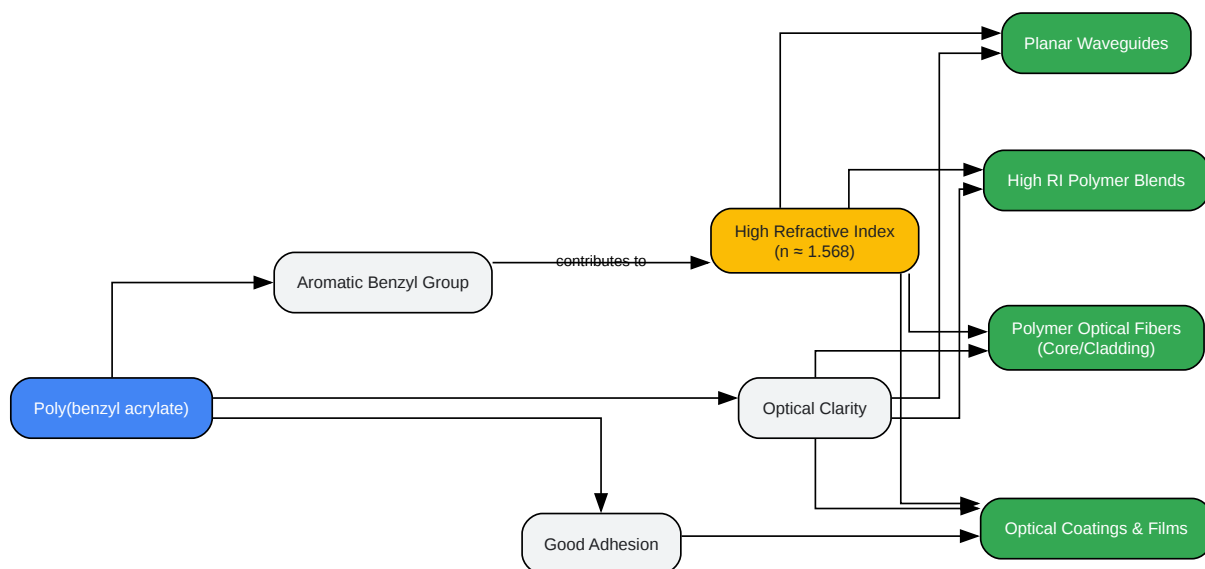 Planar Waveguides
High RI Polymer Blends
High Refractive Index
(n ≈ 1.568)
contributes to
Aromatic Benzyl Group
Polymer Optical Fibers
(Core/Cladding)
Poly(benzyl acrylate)
Optical Clarity
Optical Coatings & Films
Good Adhesion